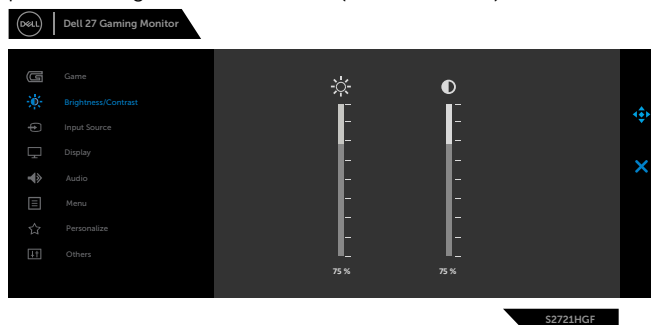 DELL
Dell 27 Gaming Monitor
Game
Brightness/Contrast
Input Source
Display
Audio
Menu
Personalize
Others
75 %
75 %
S2721HGF